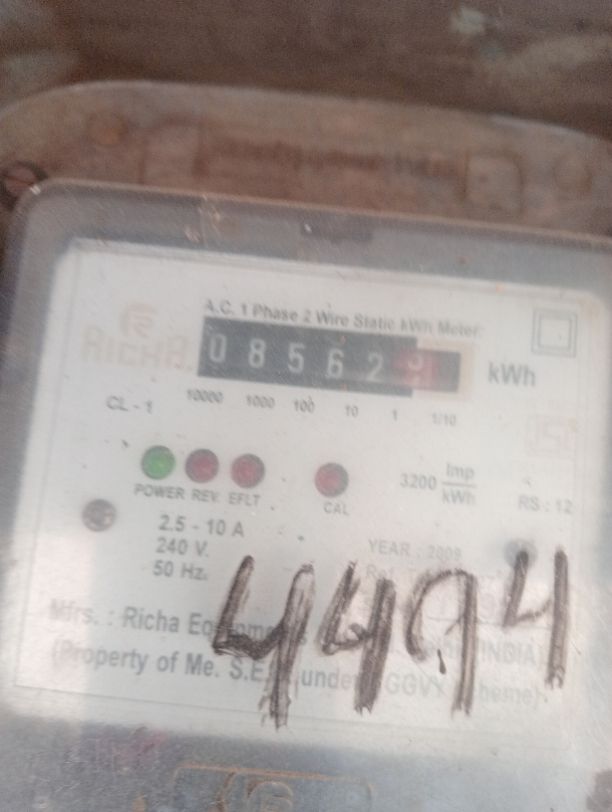 A.C. 1 Phase 2 Wire Static kWh Meter
RICHA
0 8 5 6 2
kWh
CL - 1
10000 1000 100 10 1 1/10
POWER REV. EFLT CAL
3200 Imp/kWh
RS : 12
2.5 - 10 A
240 V.
50 Hz.
YEAR : 2009
4494
Mfrs. : Richa INDIA)
(Property of Me. S.E. under GGVY